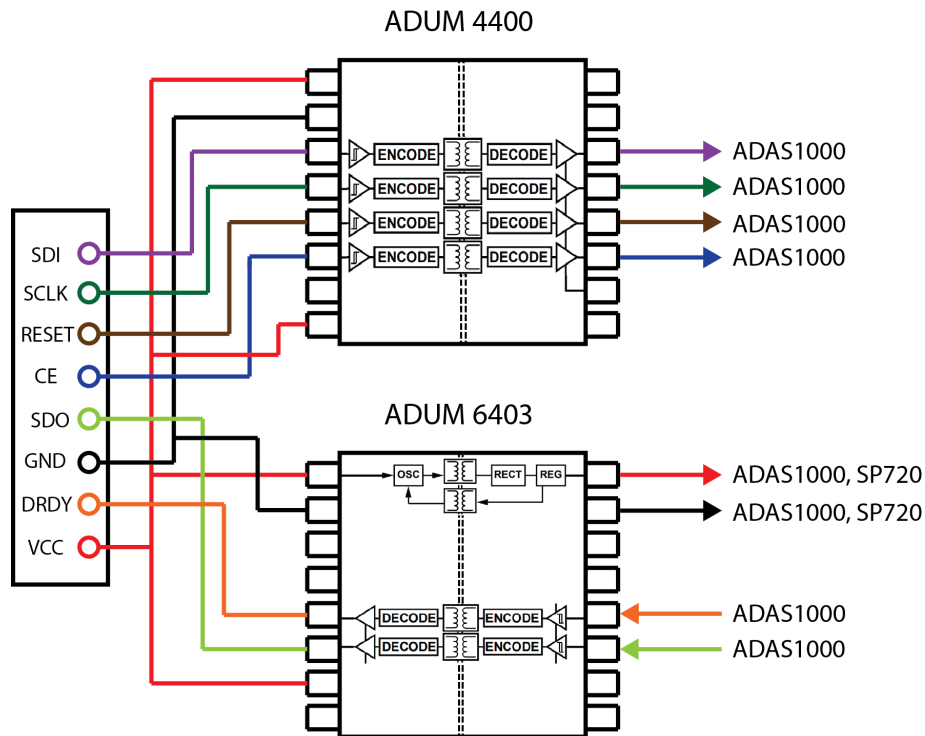 ADUM 4400
ENCODE DECODE ADAS1000
ENCODE DECODE ADAS1000
ENCODE DECODE ADAS1000
ENCODE DECODE ADAS1000
SDI
SCLK
RESET
CE
SDO
GND
DRDY
VCC
ADUM 6403
OSC RECT REG ADAS1000, SP720
ADAS1000, SP720
DECODE ENCODE ADAS1000
DECODE ENCODE ADAS1000